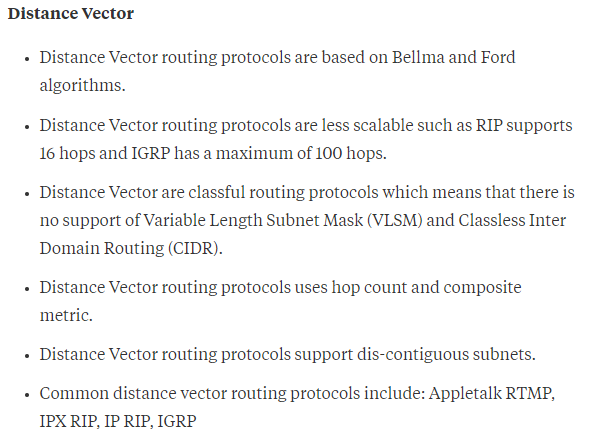 Distance Vector
• Distance Vector routing protocols are based on Bellma and Ford
algorithms.
• Distance Vector routing protocols are less scalable such as RIP supports
16 hops and IGRP has a maximum of 100 hops.
• Distance Vector are classful routing protocols which means that there is
no support of Variable Length Subnet Mask (VLSM) and Classless Inter
Domain Routing (CIDR).
• Distance Vector routing protocols uses hop count and composite
metric.
• Distance Vector routing protocols support dis-contiguous subnets.
• Common distance vector routing protocols include: Appletalk RTMP,
IPX RIP, IP RIP, IGRP